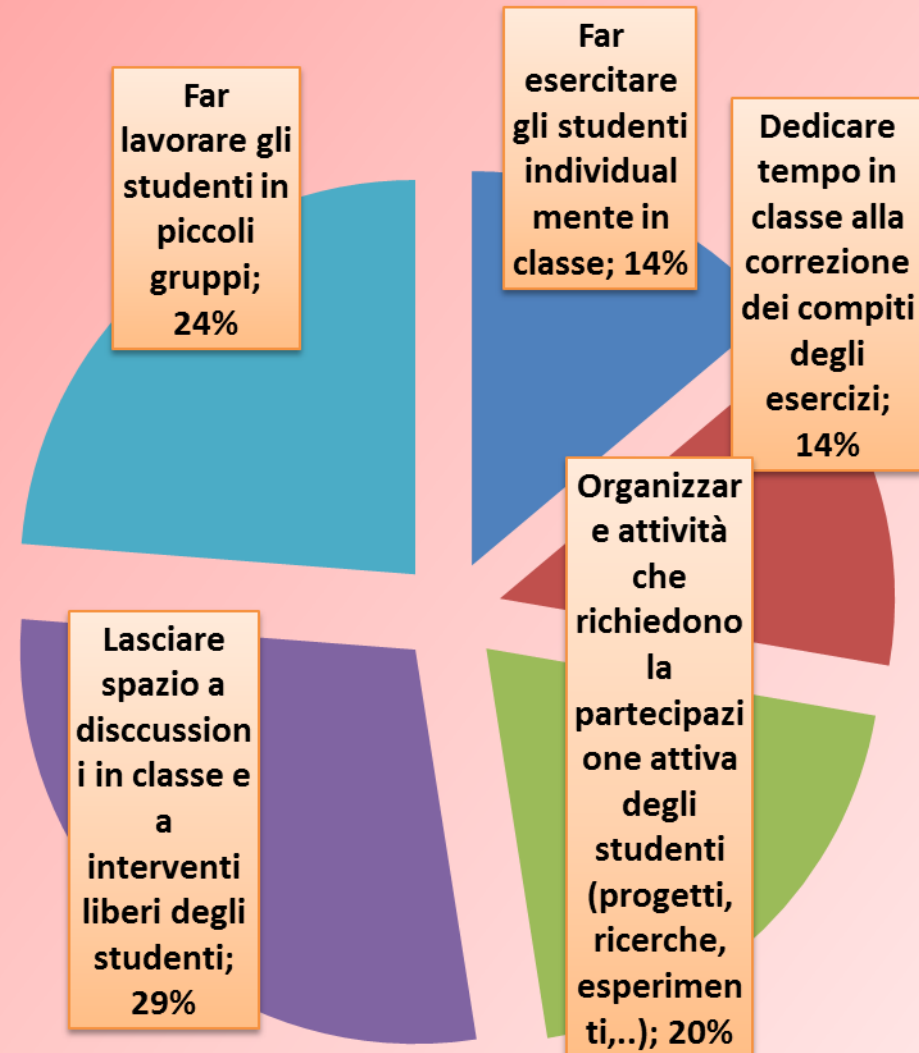 Far
esercitare
gli studenti
individual
mente in
classe; 14%
Dedicare
tempo in
classe alla
correzione
dei compiti
degli
esercizi;
14%
Organizzar
e attività
che
richiedono
la
partecipazi
one attiva
degli
studenti
(progetti,
ricerche,
esperimen
ti,..); 20%
Lasciare
spazio a
disccussion
i in classe e
a
interventi
liberi degli
studenti;
29%
Far
lavorare gli
studenti in
piccoli
gruppi;
24%